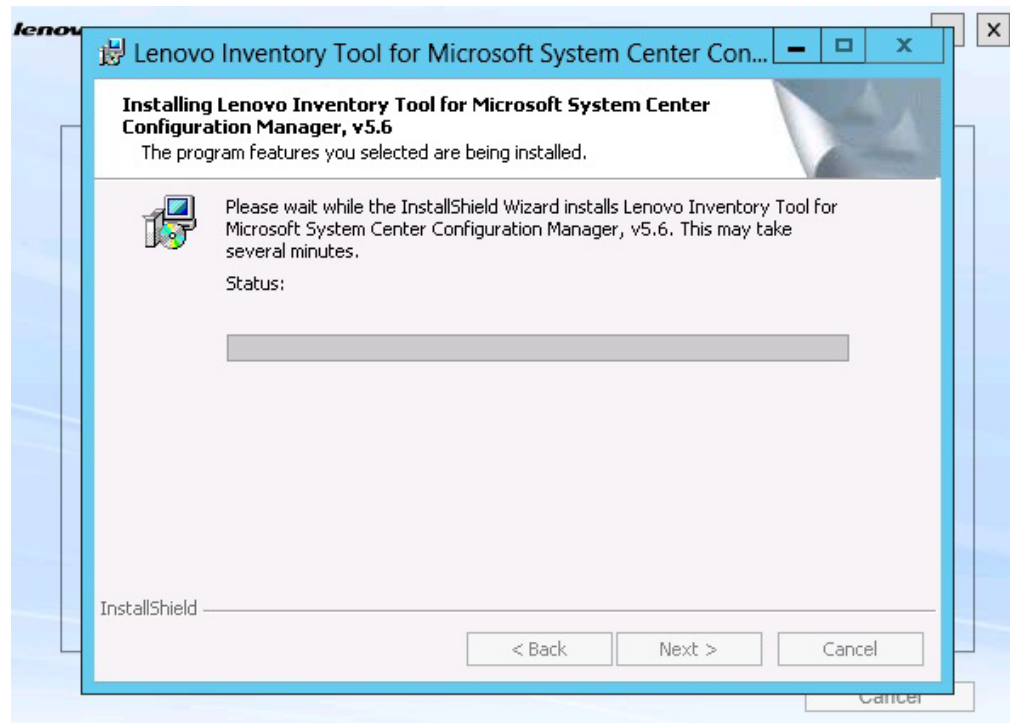 Lenovo Inventory Tool for Microsoft System Center Con...
Installing Lenovo Inventory Tool for Microsoft System Center
Configuration Manager, v5.6
The program features you selected are being installed.
Please wait while the InstallShield Wizard installs Lenovo Inventory Tool for
Microsoft System Center Configuration Manager, v5.6. This may take
several minutes.
Status:
InstallShield
< Back
Next >
Cancel
Cancel